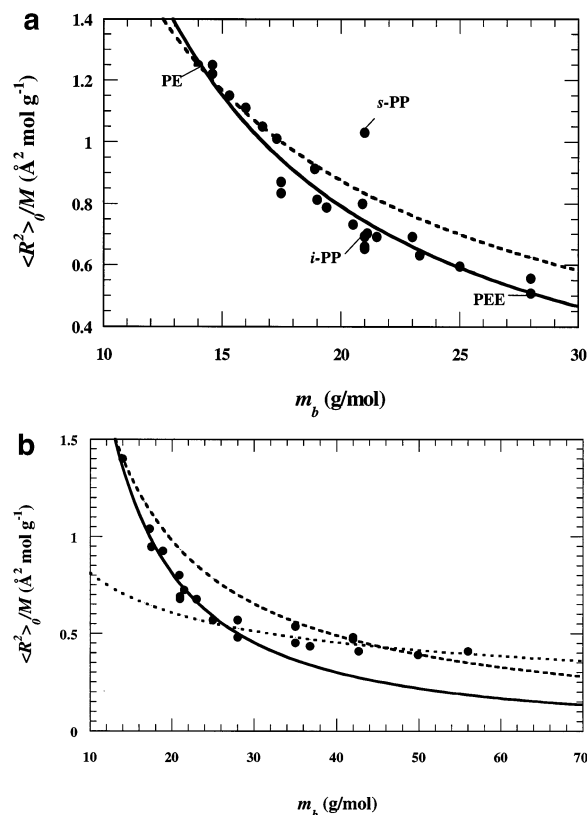 a
1.4
1.2
1
0.8
0.6
0.4
<R²>₀/M (Å² mol g⁻¹)
PE
s-PP
i-PP
PEE
10 15 20 25 30
m_b (g/mol)
b
1.5
1
0.5
0
<R²>₀/M (Å² mol g⁻¹)
10 20 30 40 50 60 70
m_b (g/mol)